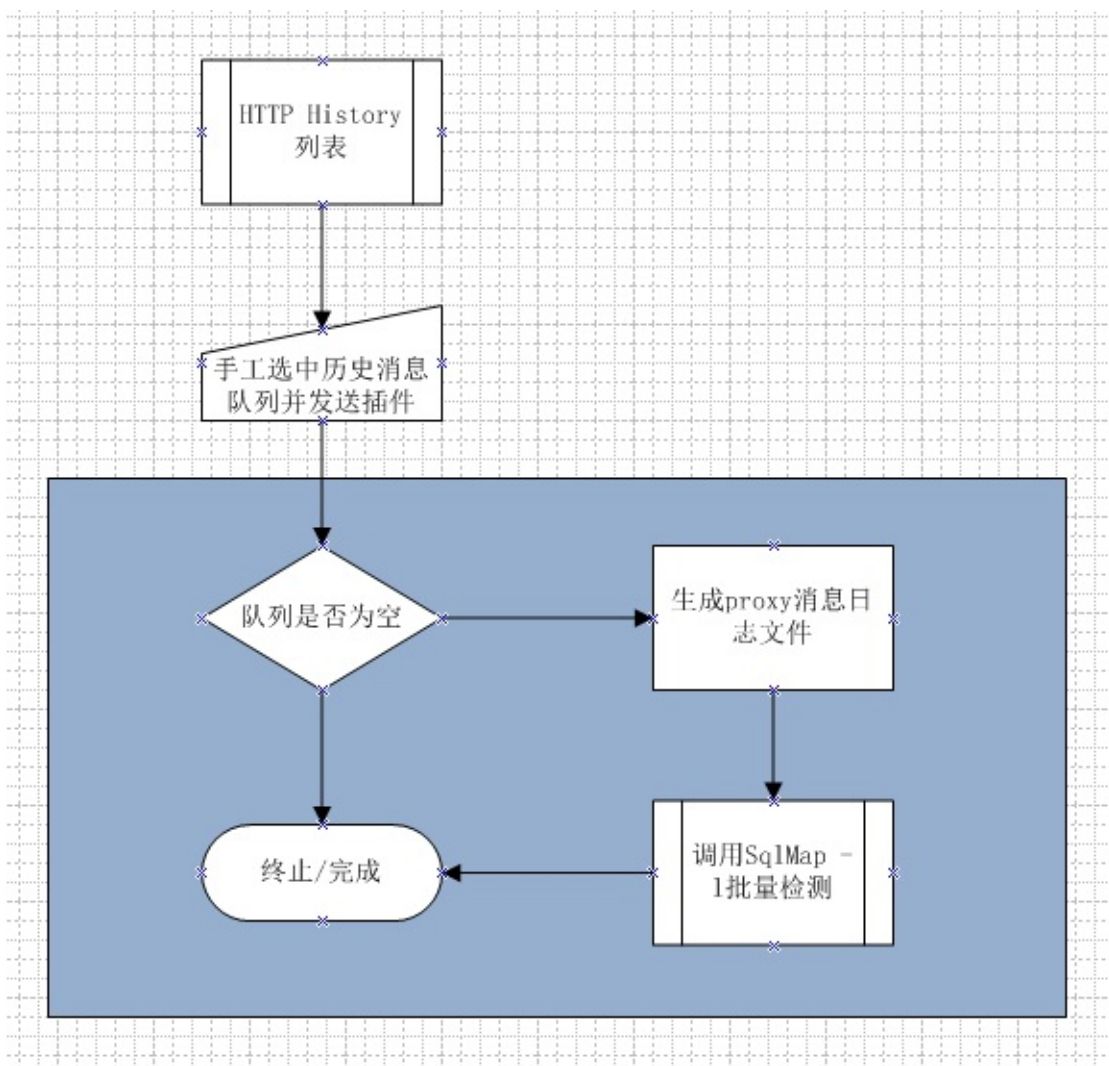 HTTP History
列表
手工选中历史消息
队列并发送插件
队列是否为空
生成proxy消息日
志文件
终止/完成
调用SqlMap -
l批量检测